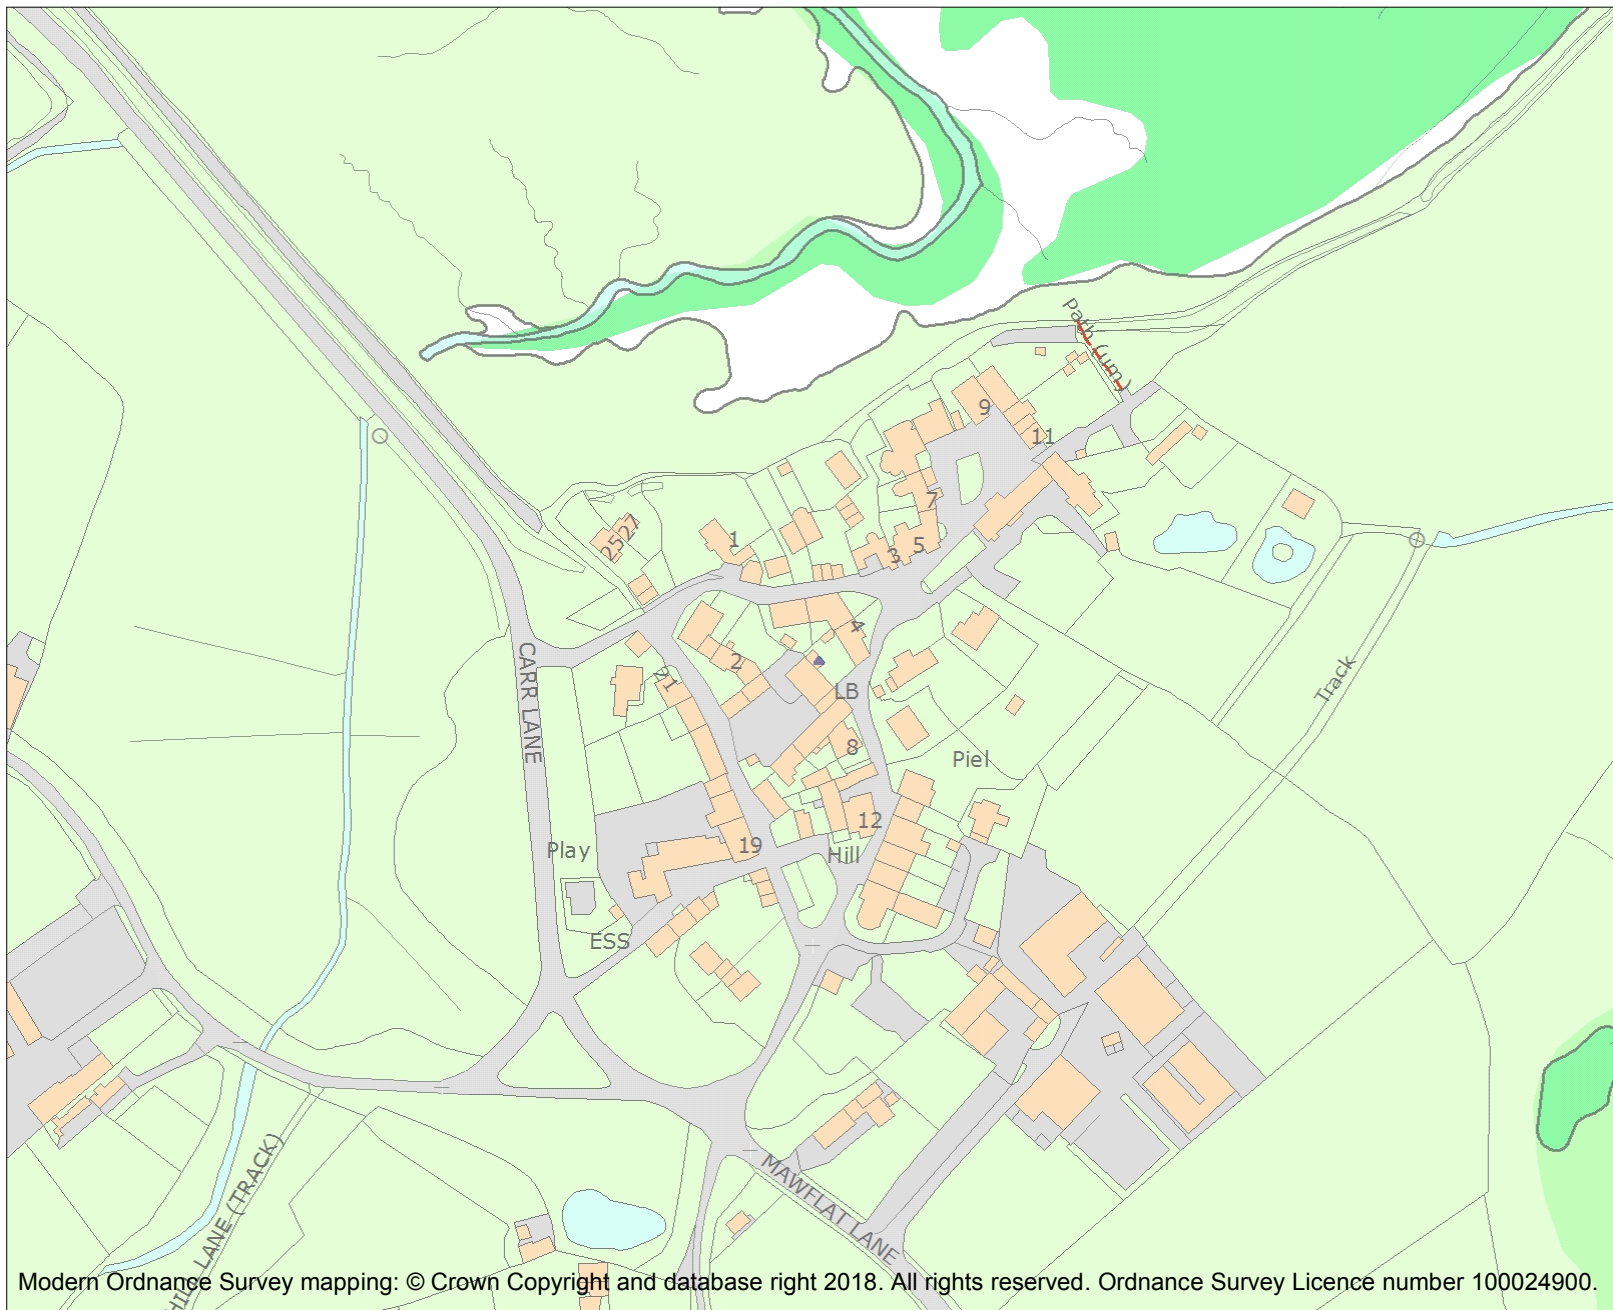 Path (um)
9
11
7
5
3
1
25
27
4
2
21
LB
8
Piel
Track
CARR LANE
12
19
Hill
Play
ESS
MAWFLAT LANE
HILL LANE (TRACK)
Modern Ordnance Survey mapping: © Crown Copyright and database right 2018. All rights reserved. Ordnance Survey Licence number 100024900.